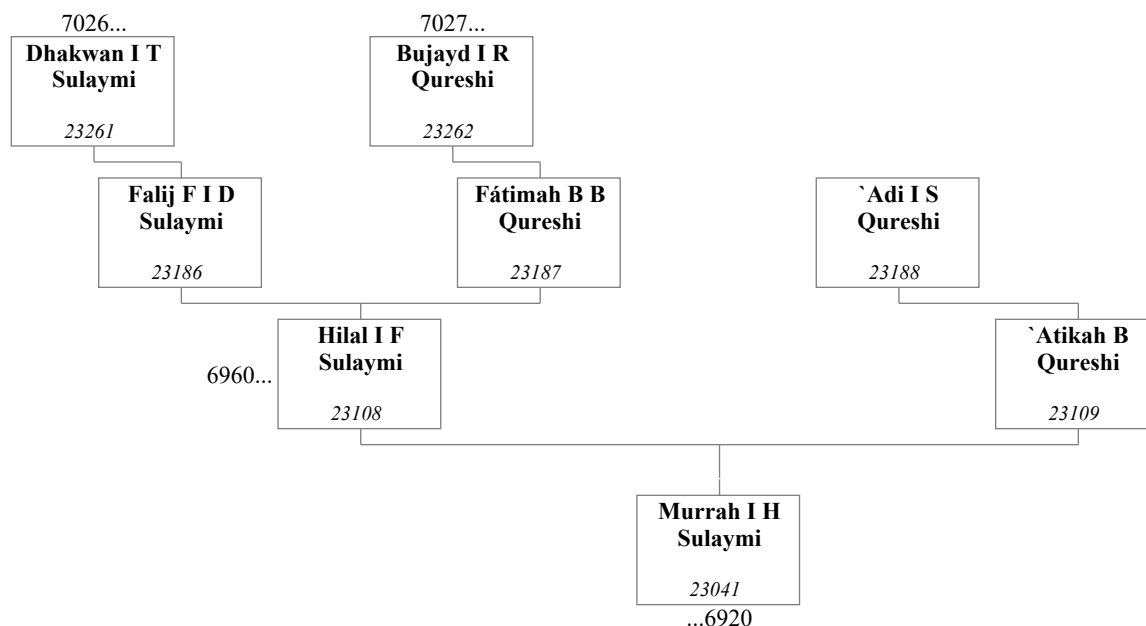 7026...
Dhakwan I T
Sulaymi
23261
7027...
Bujayd I R
Qureshi
23262
Falij F I D
Sulaymi
23186
Fátimah B B
Qureshi
23187
`Adi I S
Qureshi
23188
6960...
Hilal I F
Sulaymi
23108
`Atikah B
Qureshi
23109
Murrah I H
Sulaymi
23041
...6920